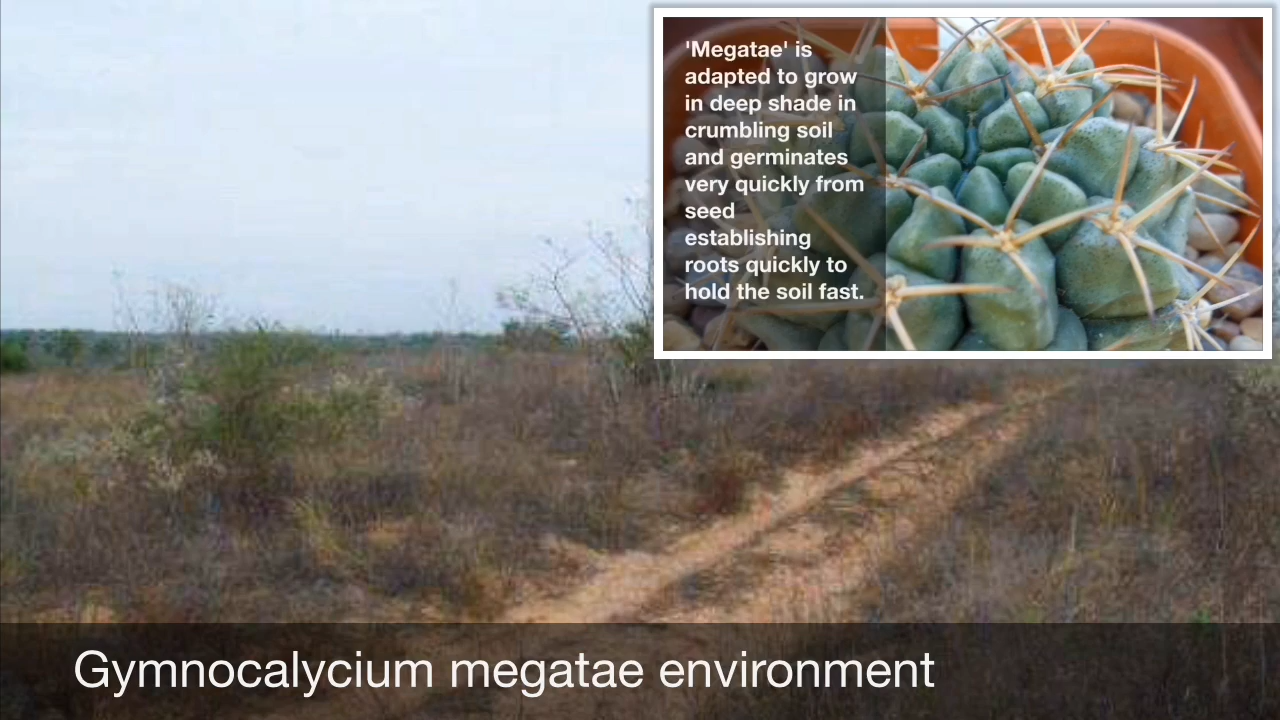 'Megatae' is
adapted to grow
in deep shade in
crumbling soil
and germinates
very quickly from
seed
establishing
roots quickly to
hold the soil fast.
Gymnocalycium megatae environment